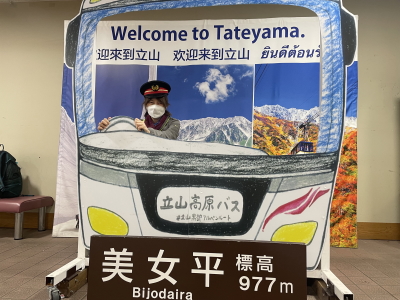 Welcome to Tateyama.
迎來到立山 欢迎来到立山 ยินดีต้อนร
立山高原バス
美女平 標高
Bijodaira 977m